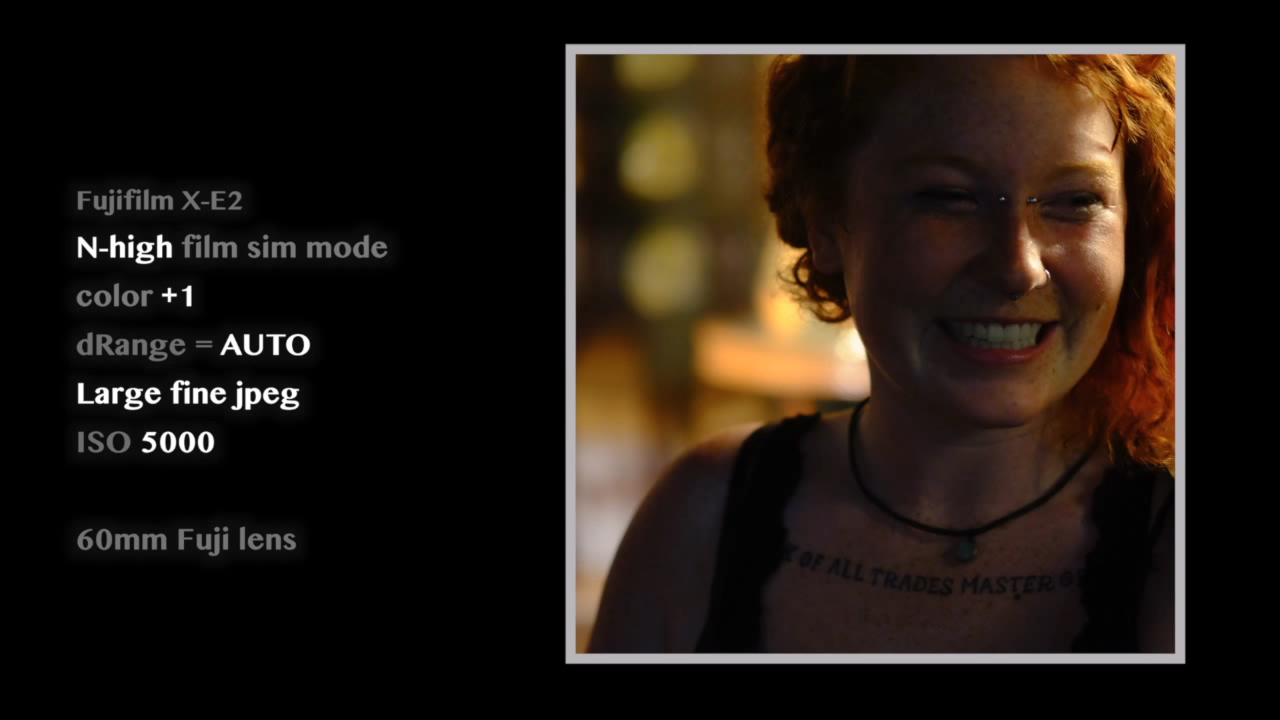 Fujifilm X-E2
N-high film sim mode
color +1
dRange = AUTO
Large fine jpeg
ISO 5000
60mm Fuji lens
OF ALL TRADES MASTER